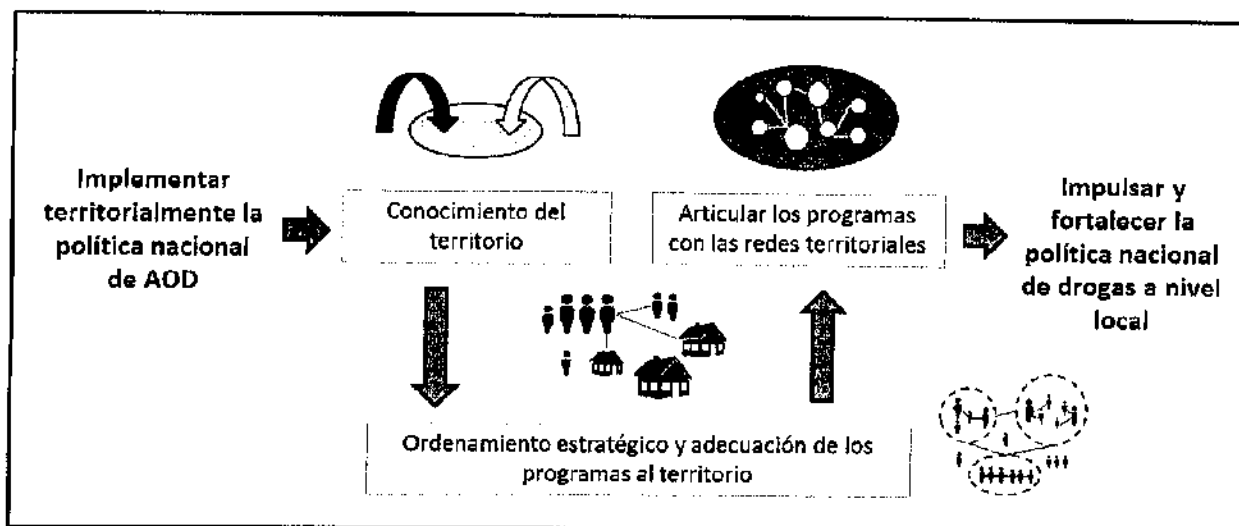 Implementar
territorialmente la
política nacional
de AOD
Conocimiento del
territorio
Articular los programas
con las redes territoriales
Impulsar y
fortalecer la
política nacional
de drogas a nivel
local
Ordenamiento estratégico y adecuación de los
programas al territorio